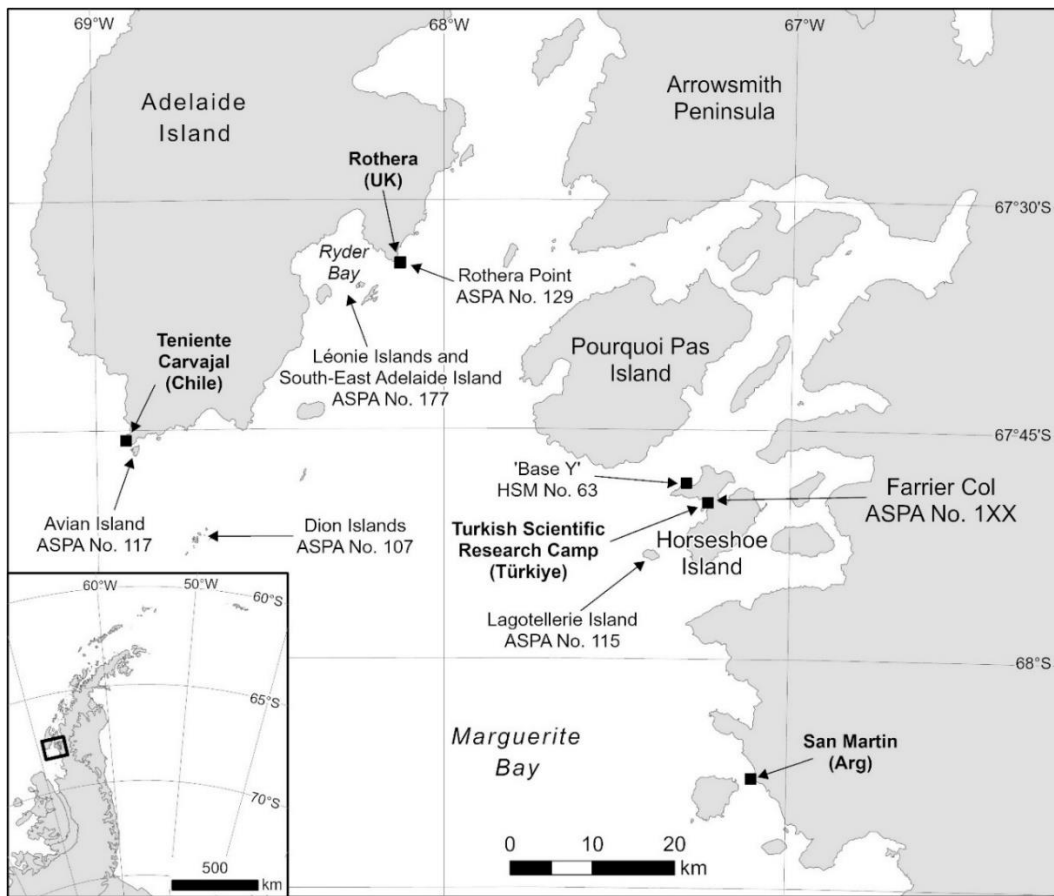 69°W
68°W
67°W
Adelaide
Island
Arrowsmith
Peninsula
Rothera
(UK)
67°30'S
Ryder
Bay
Rothera Point
ASPA No. 129
Teniente
Carvajal
(Chile)
Léonie Islands and
South-East Adelaide Island
ASPA No. 177
Pourquoi Pas
Island
67°45'S
'Base Y'
HSM No. 63
Farrier Col
ASPA No. 1XX
Avian Island
ASPA No. 117
Dion Islands
ASPA No. 107
Turkish Scientific
Research Camp
(Türkiye)
Horseshoe
Island
Lagotellerie Island
ASPA No. 115
68°S
Marguerite
Bay
San Martin
(Arg)
0 10 20
km
60°W
50°W
60°S
65°S
70°S
500
km